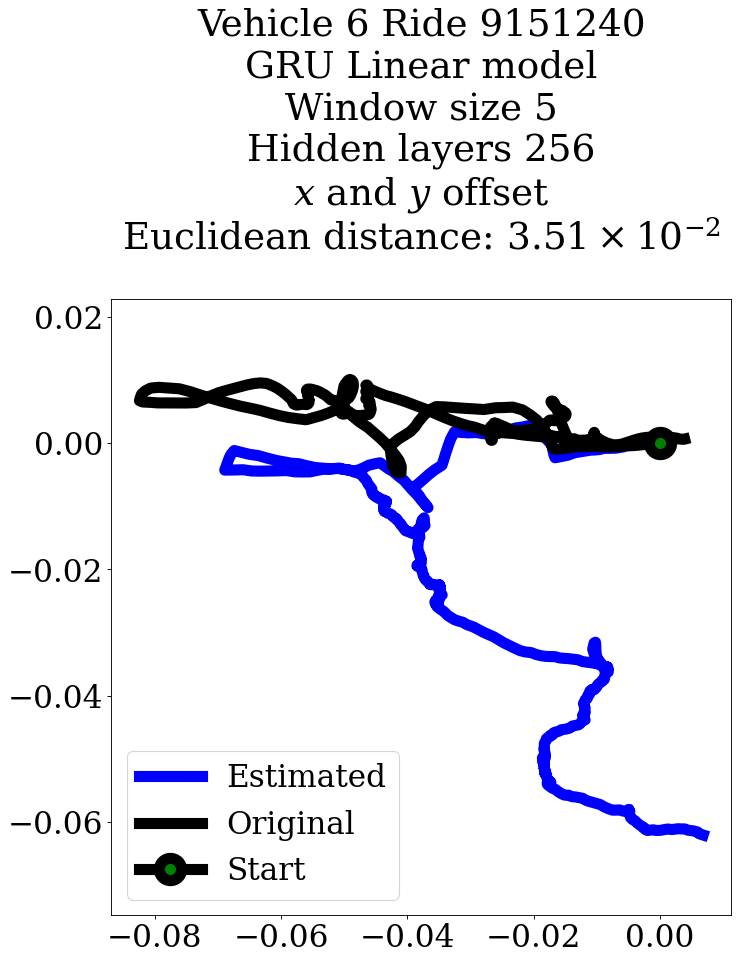 Vehicle 6 Ride 9151240
GRU Linear model
Window size 5
Hidden layers 256
x and y offset
Euclidean distance: 3.51 × 10⁻²
0.02
0.00
−0.02
−0.04
−0.06
Estimated
Original
Start
−0.08 −0.06 −0.04 −0.02 0.00